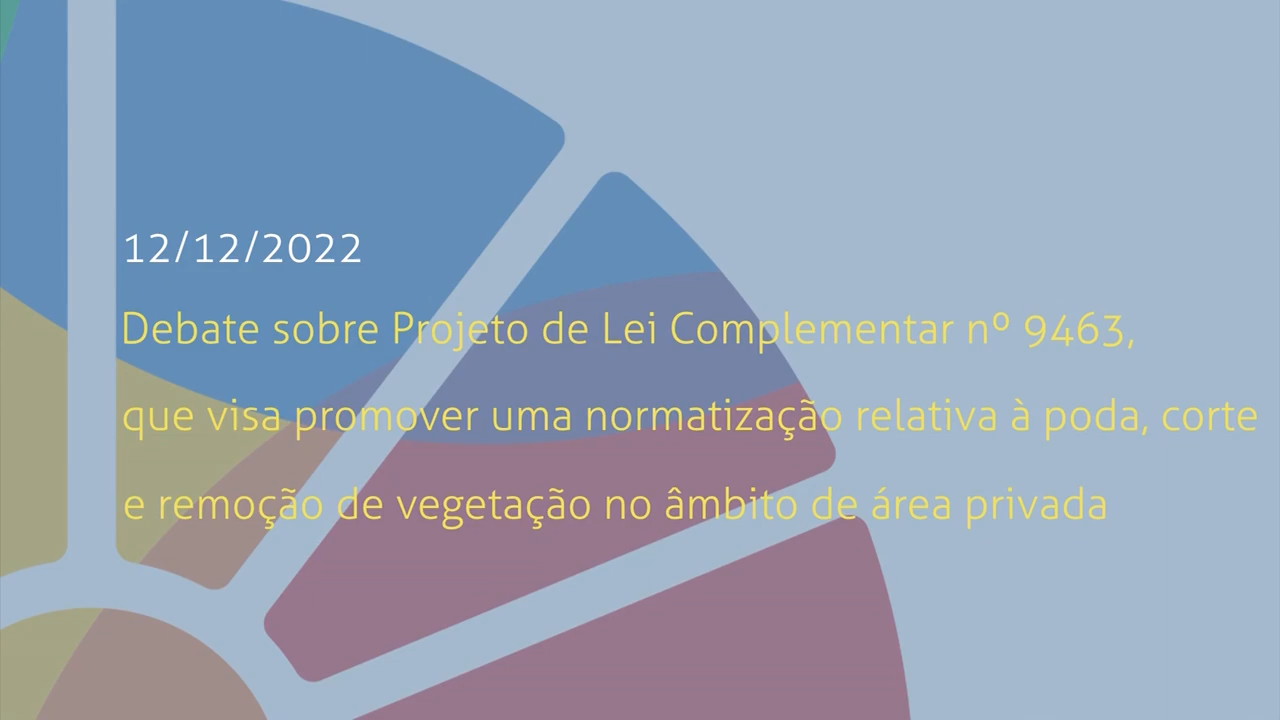 12/12/2022
Debate sobre Projeto de Lei Complementar nº 9463,
que visa promover uma normatização relativa à poda, corte
e remoção de vegetação no âmbito de área privada